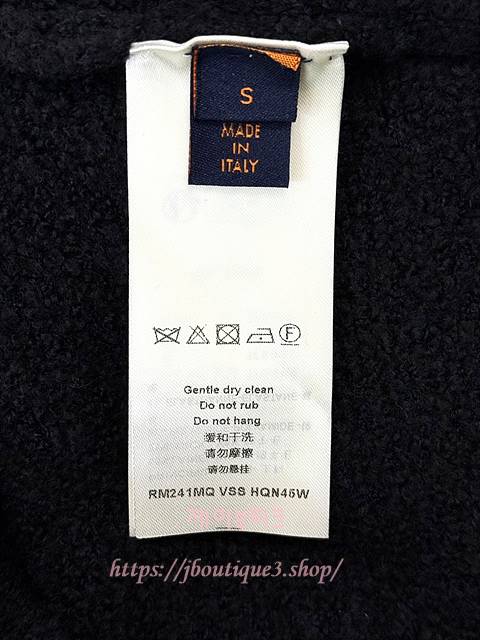 S
MADE
IN
ITALY
F
Gentle dry clean
Do not rub
Do not hang
缓和干洗
请勿摩擦
请勿悬挂
RM241MQ VSS HQN46W
https://jboutique3.shop/